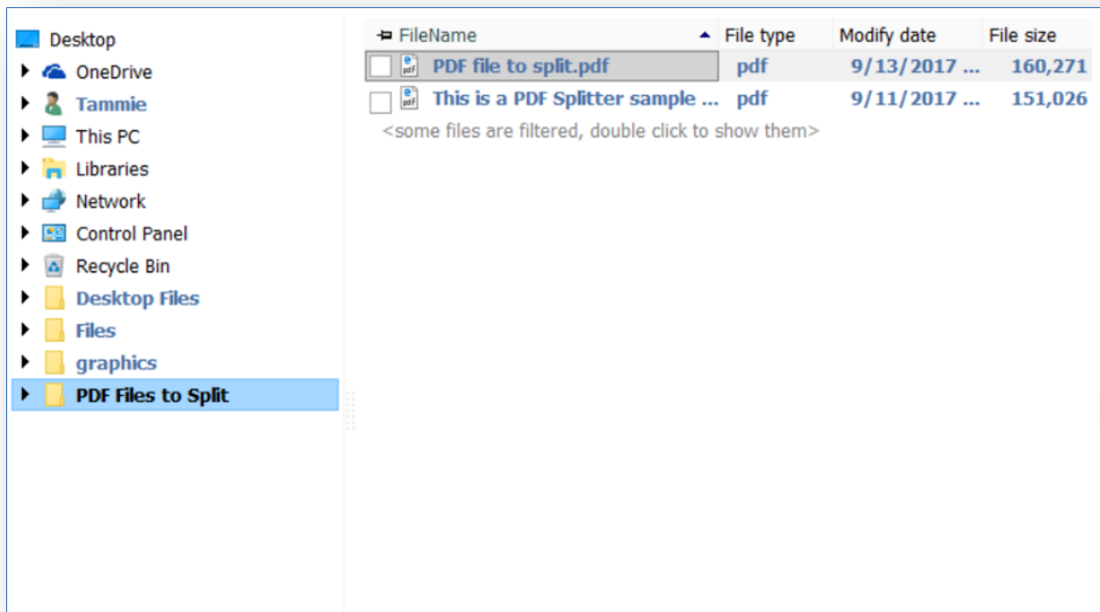 Desktop
OneDrive
Tammie
This PC
Libraries
Network
Control Panel
Recycle Bin
Desktop Files
Files
graphics
PDF Files to Split
FileName File type Modify date File size
PDF file to split.pdf pdf 9/13/2017 ... 160,271
This is a PDF Splitter sample ... pdf 9/11/2017 ... 151,026
<some files are filtered, double click to show them>